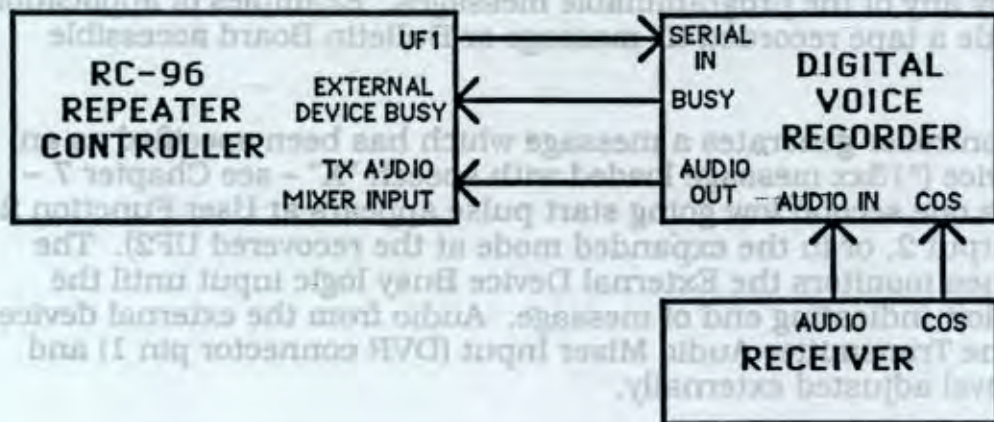 RC-96
REPEATER
CONTROLLER
UF1
EXTERNAL
DEVICE BUSY
TX AUDIO
MIXER INPUT
SERIAL
IN
BUSY
AUDIO
OUT
DIGITAL
VOICE
RECORDER
AUDIO IN COS
AUDIO COS
RECEIVER